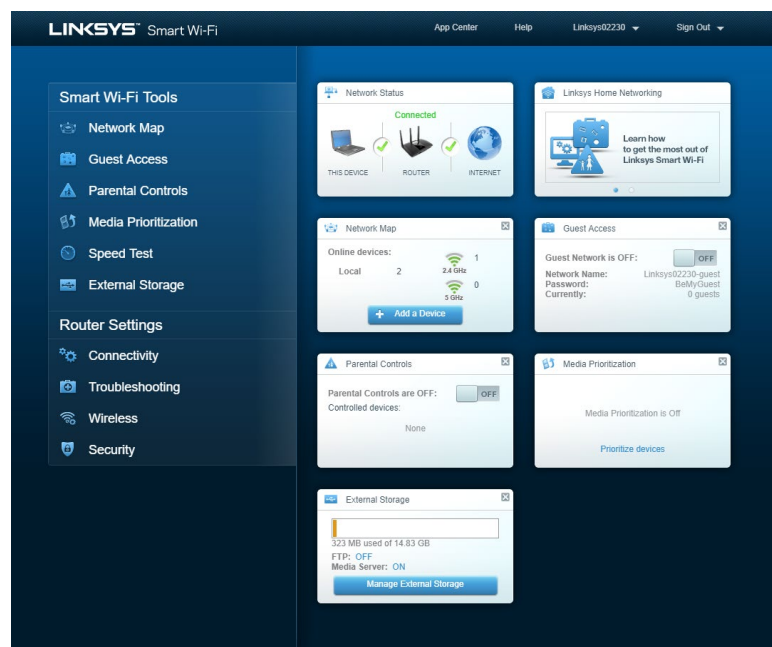 LINKSYS™ Smart Wi-Fi
App Center
Help
Linksys02230
Sign Out
Smart Wi-Fi Tools
Network Map
Guest Access
Parental Controls
Media Prioritization
Speed Test
External Storage
Router Settings
Connectivity
Troubleshooting
Wireless
Security
Network Status
Connected
THIS DEVICE
ROUTER
INTERNET
Linksys Home Networking
Learn how
to get the most out of
Linksys Smart Wi-Fi
Network Map
Online devices:
Local 2
1
2.4 GHz
0
5 GHz
+ Add a Device
Guest Access
Guest Network is OFF: OFF
Network Name: Linksys02230-guest
Password: BeMyGuest
Currently: 0 guests
Parental Controls
Parental Controls are OFF: OFF
Controlled devices:
None
Media Prioritization
Media Prioritization is Off
Prioritize devices
External Storage
323 MB used of 14.83 GB
FTP: OFF
Media Server: ON
Manage External Storage